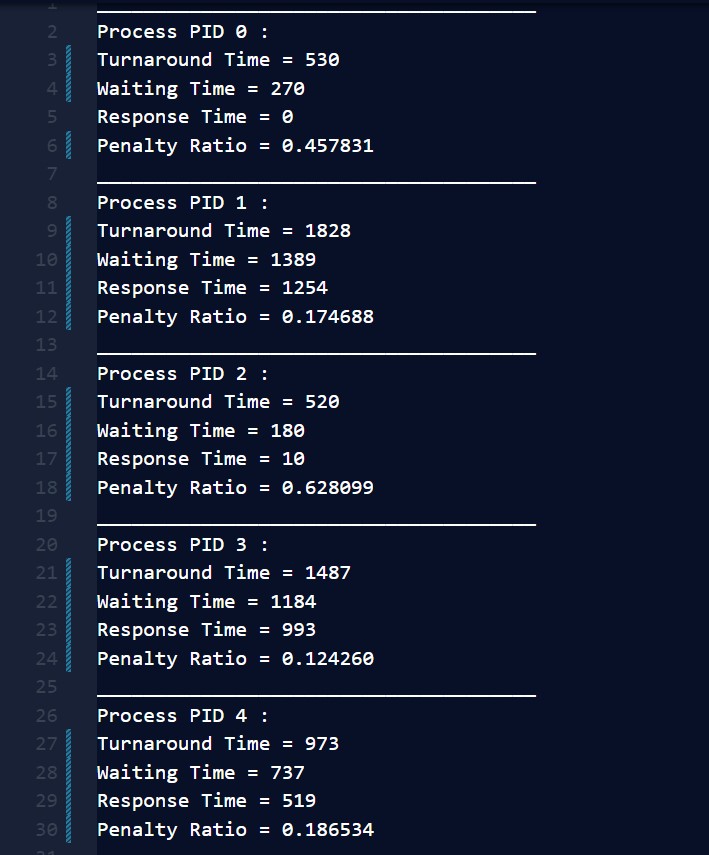 1
2 Process PID 0 :
3 Turnaround Time = 530
4 Waiting Time = 270
5 Response Time = 0
6 Penalty Ratio = 0.457831
7
8 Process PID 1 :
9 Turnaround Time = 1828
10 Waiting Time = 1389
11 Response Time = 1254
12 Penalty Ratio = 0.174688
13
14 Process PID 2 :
15 Turnaround Time = 520
16 Waiting Time = 180
17 Response Time = 10
18 Penalty Ratio = 0.628099
19
20 Process PID 3 :
21 Turnaround Time = 1487
22 Waiting Time = 1184
23 Response Time = 993
24 Penalty Ratio = 0.124260
25
26 Process PID 4 :
27 Turnaround Time = 973
28 Waiting Time = 737
29 Response Time = 519
30 Penalty Ratio = 0.186534
31